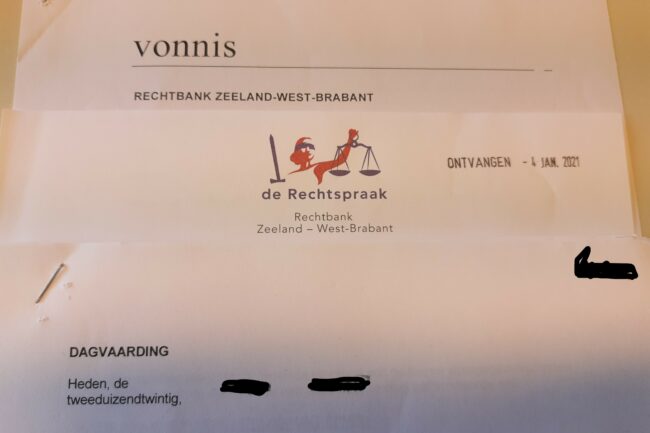 vonnis
RECHTBANK ZEELAND-WEST-BRABANT
de Rechtspraak
Rechtbank
Zeeland – West-Brabant
ONTVANGEN - 4 JAN. 2021
DAGVAARDING
Heden, de
tweeduizendtwintig,